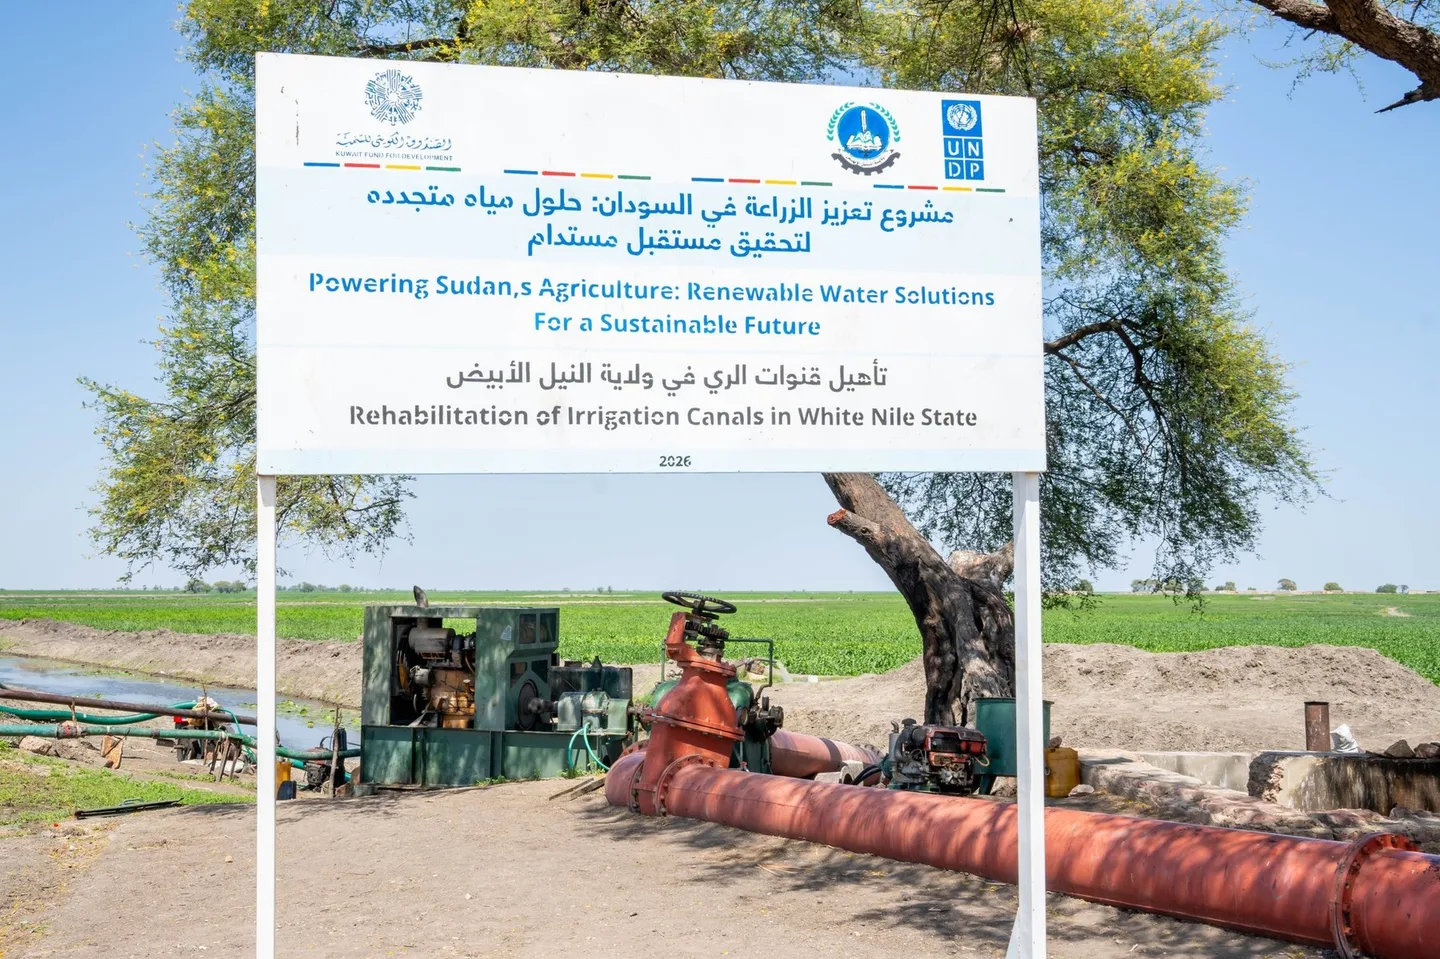 الصندوق الكويتي للتنمية
KUWAIT FUND FOR DEVELOPMENT
UN
DP
مشروع تعزيز الزراعة في السودان: حلول مياه متجدده
لتحقيق مستقبل مستدام
Powering Sudan,s Agriculture: Renewable Water Solutions
For a Sustainable Future
تأهيل قنوات الري في ولاية النيل الأبيض
Rehabilitation of Irrigation Canals in White Nile State
2026